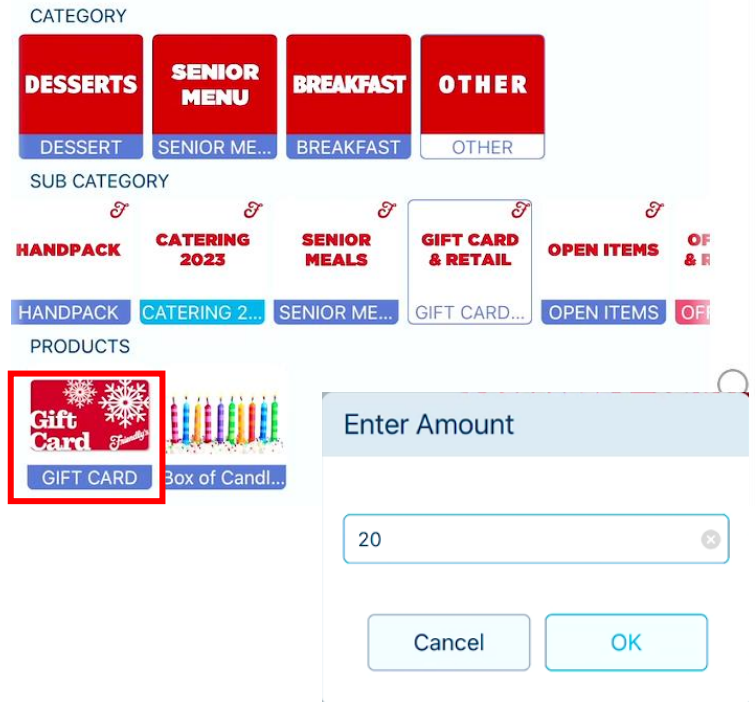 CATEGORY
DESSERTS
SENIOR
MENU
BREAKFAST
OTHER
DESSERT
SENIOR ME...
BREAKFAST
OTHER
SUB CATEGORY
HANDPACK
CATERING
2023
SENIOR
MEALS
GIFT CARD
& RETAIL
OPEN ITEMS
HANDPACK
CATERING 2...
SENIOR ME...
GIFT CARD...
OPEN ITEMS
PRODUCTS
Gift
Card
Friendly's
GIFT CARD
Box of Candl...
Enter Amount
20
Cancel
OK